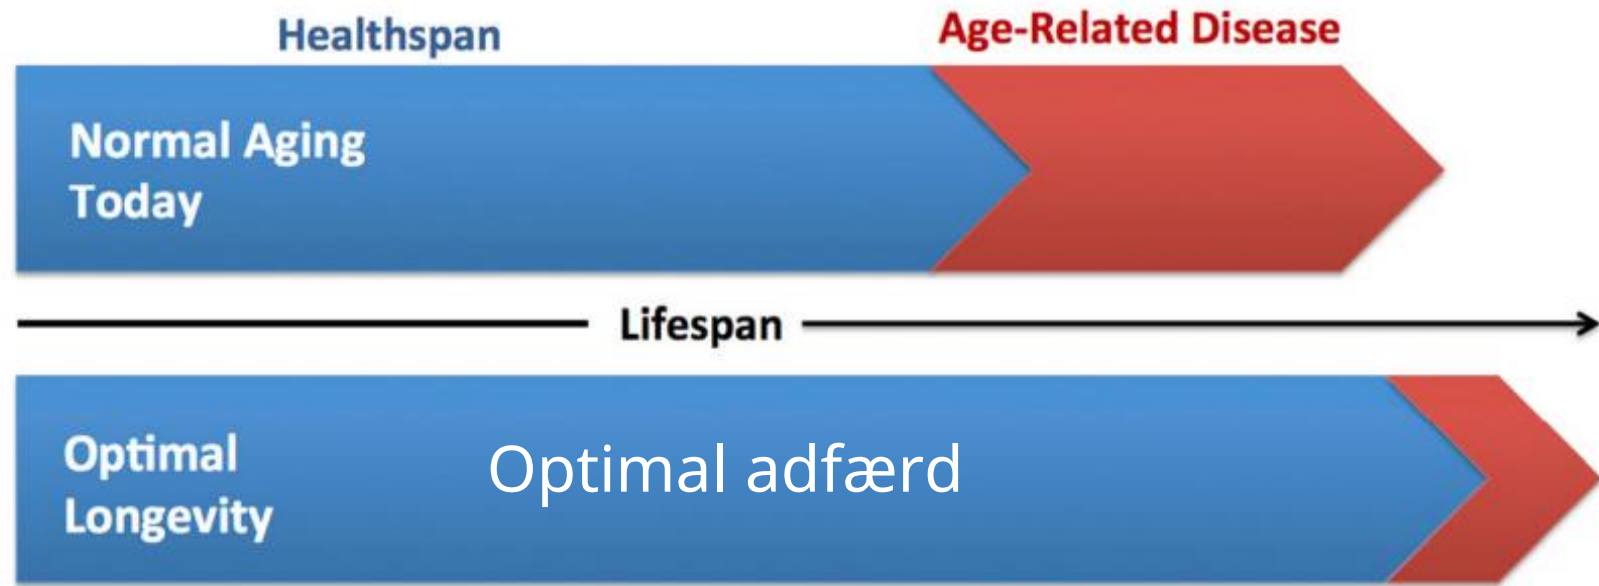 Healthspan
Age-Related Disease
Normal Aging
Today
Lifespan
Optimal
Longevity
Optimal adfærd